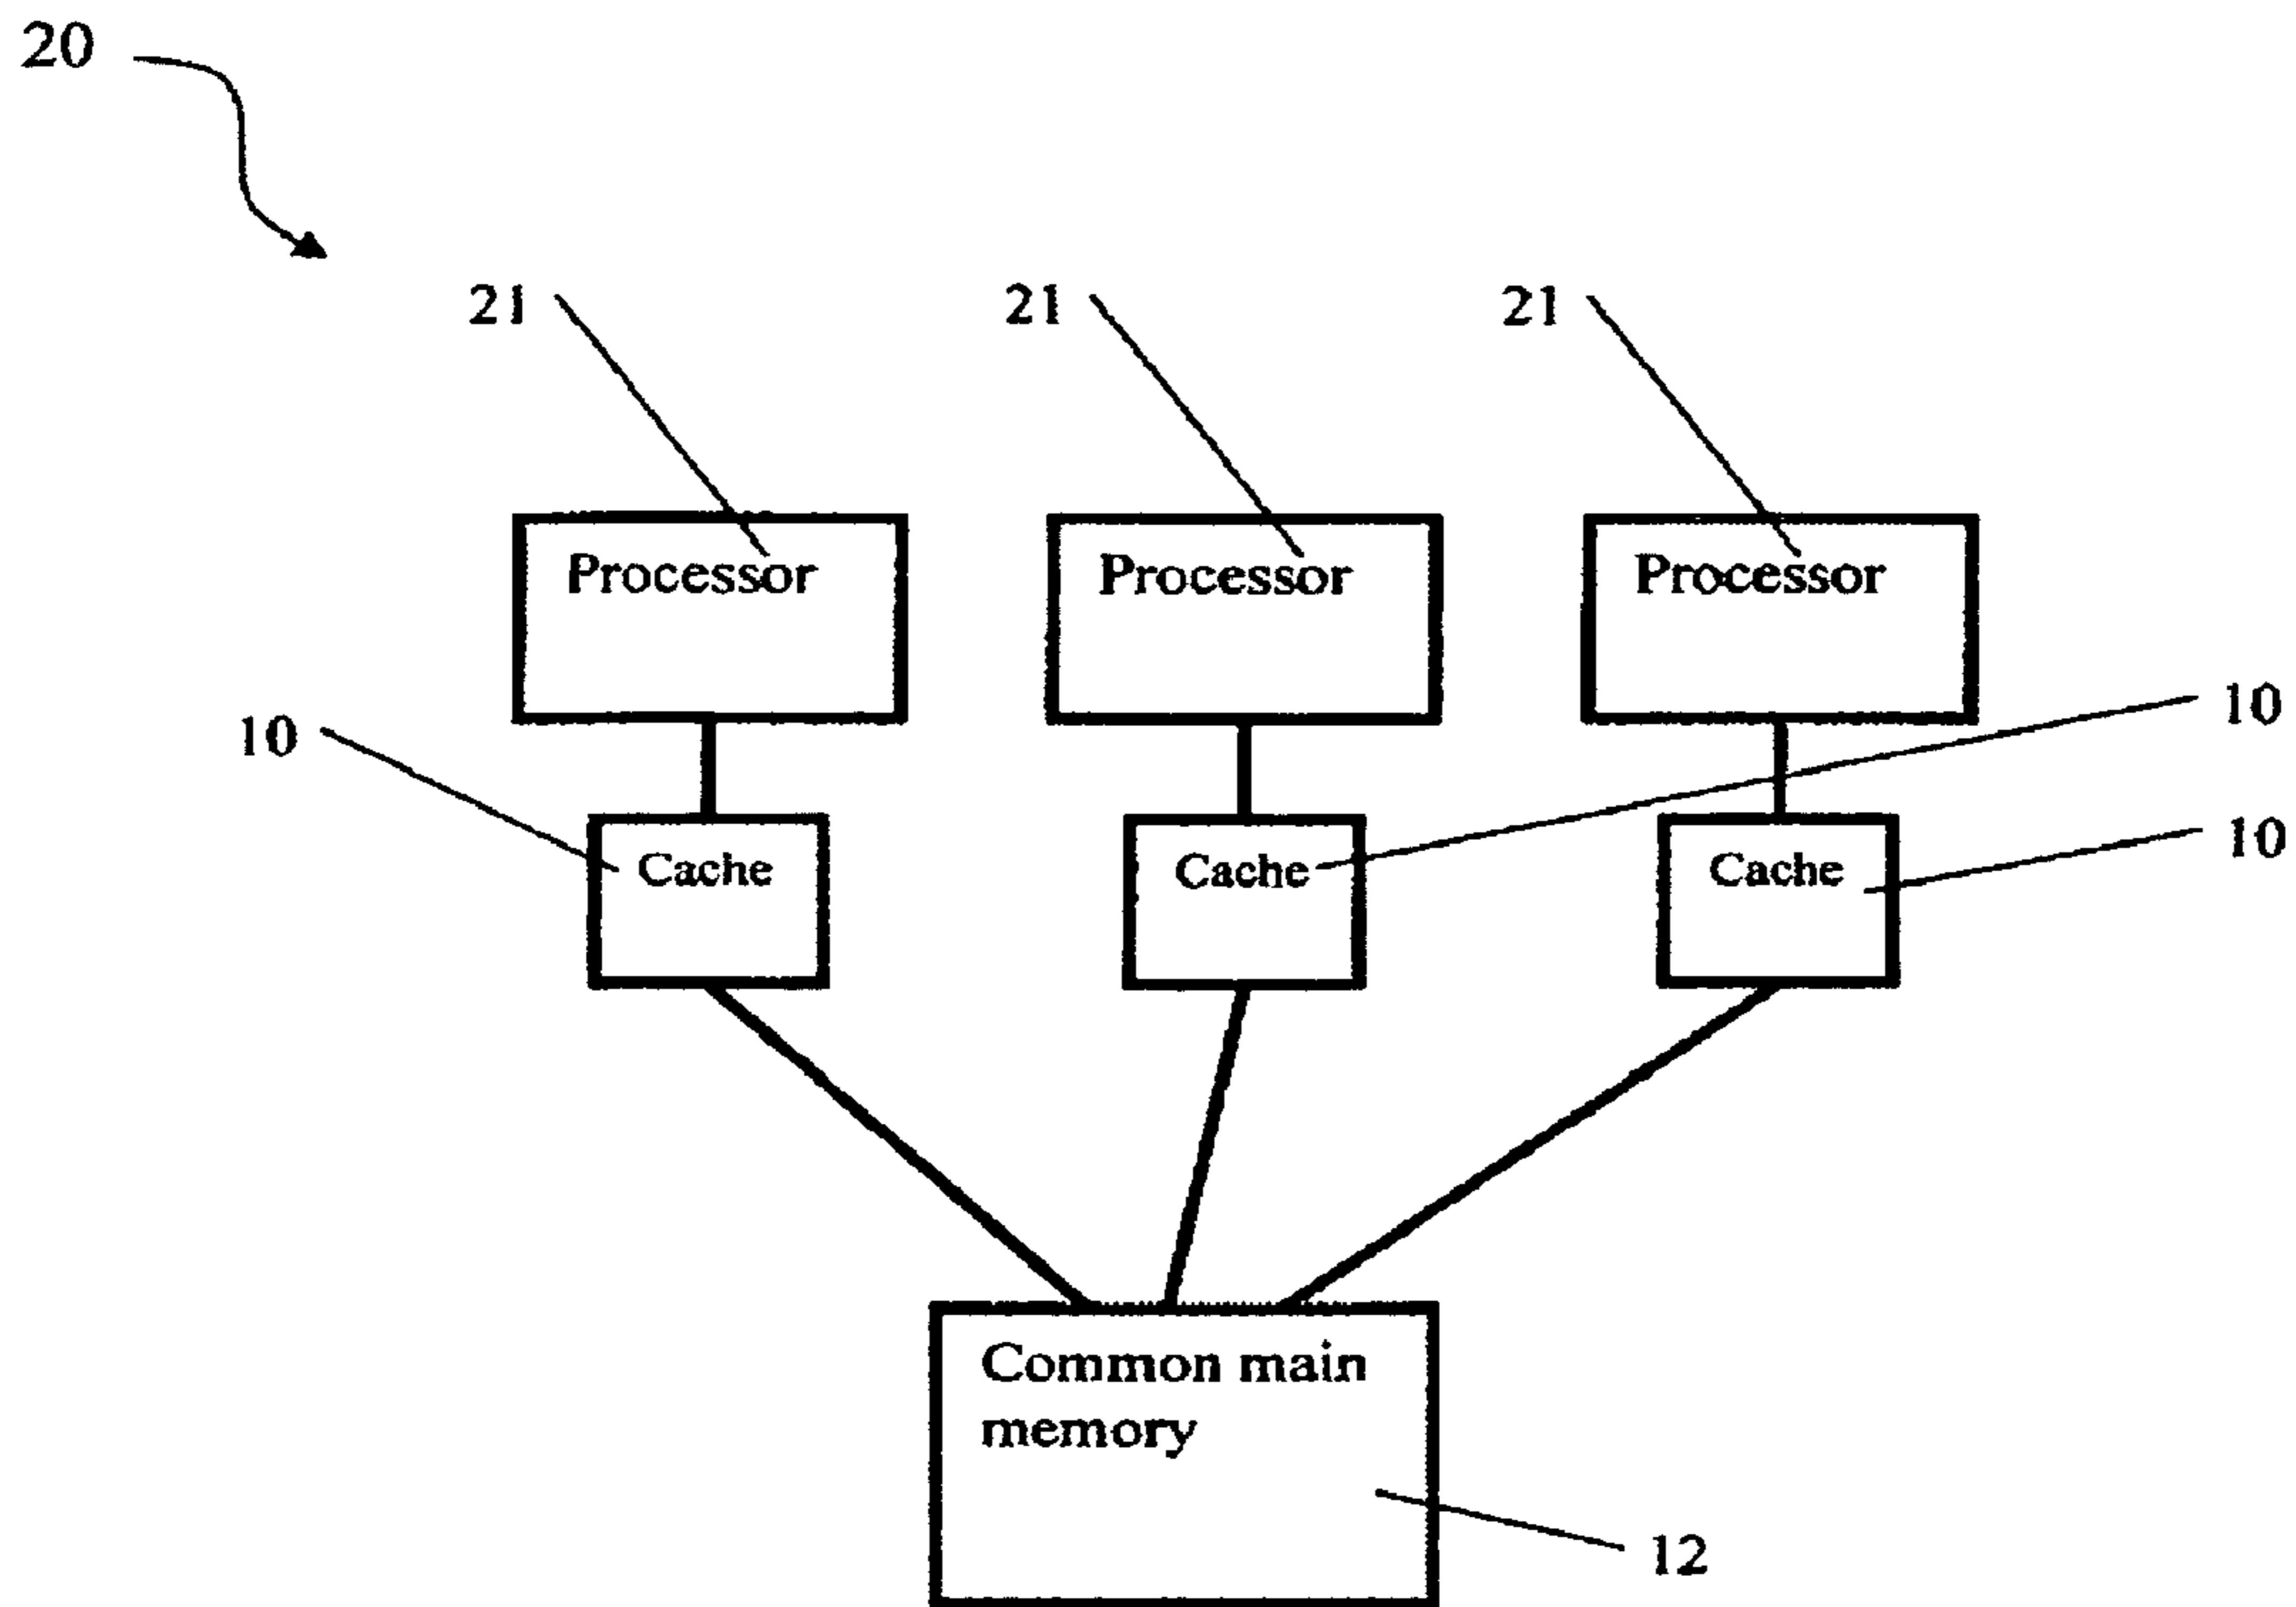 20
21
21
21
Processor
Processor
Processor
10
10
Cache
Cache
Cache
10
Common main
memory
12